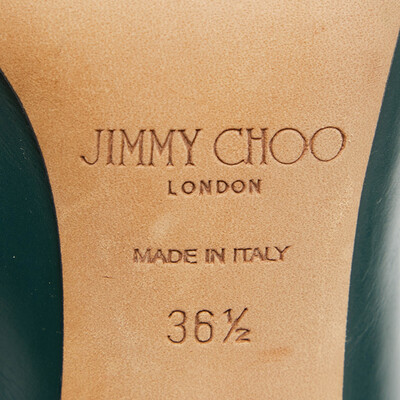 JIMMY CHOO
LONDON
MADE IN ITALY
36½